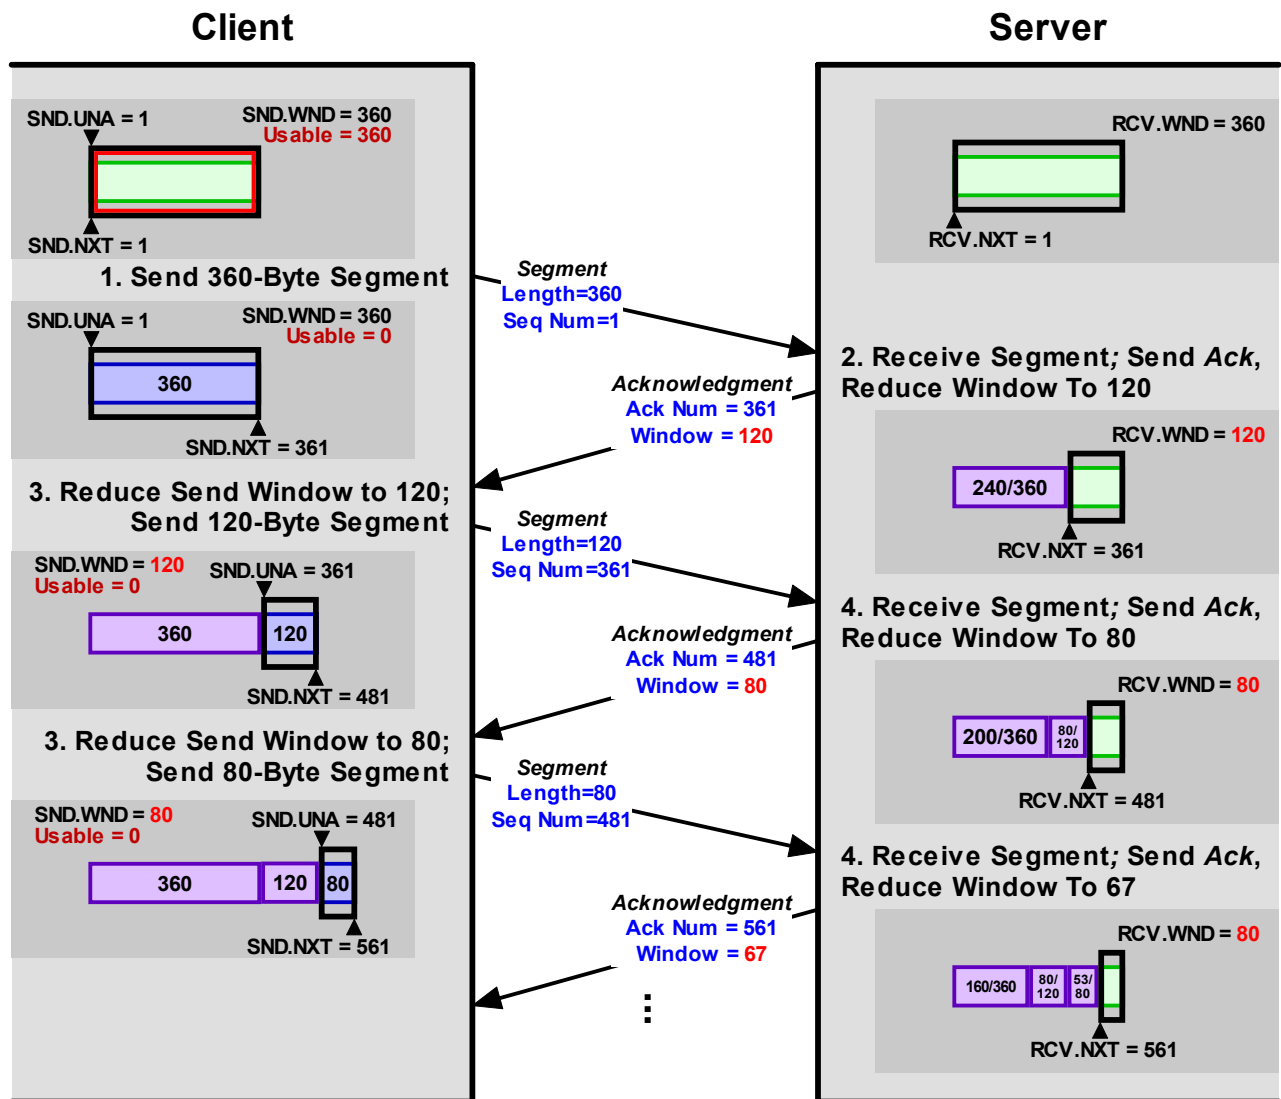 Client
Server
SND.UNA = 1
SND.WND = 360
Usable = 360
SND.NXT = 1
RCV.WND = 360
RCV.NXT = 1
1. Send 360-Byte Segment
Segment
Length=360
Seq Num=1
SND.UNA = 1
SND.WND = 360
Usable = 0
360
SND.NXT = 361
2. Receive Segment; Send Ack,
Reduce Window To 120
Acknowledgment
Ack Num = 361
Window = 120
RCV.WND = 120
240/360
RCV.NXT = 361
3. Reduce Send Window to 120;
Send 120-Byte Segment
Segment
Length=120
Seq Num=361
SND.WND = 120
Usable = 0
SND.UNA = 361
360
120
SND.NXT = 481
4. Receive Segment; Send Ack,
Reduce Window To 80
Acknowledgment
Ack Num = 481
Window = 80
RCV.WND = 80
200/360
80/
120
RCV.NXT = 481
3. Reduce Send Window to 80;
Send 80-Byte Segment
Segment
Length=80
Seq Num=481
SND.WND = 80
Usable = 0
SND.UNA = 481
360
120
80
SND.NXT = 561
4. Receive Segment; Send Ack,
Reduce Window To 67
Acknowledgment
Ack Num = 561
Window = 67
RCV.WND = 80
160/360
80/
120
53/
80
RCV.NXT = 561